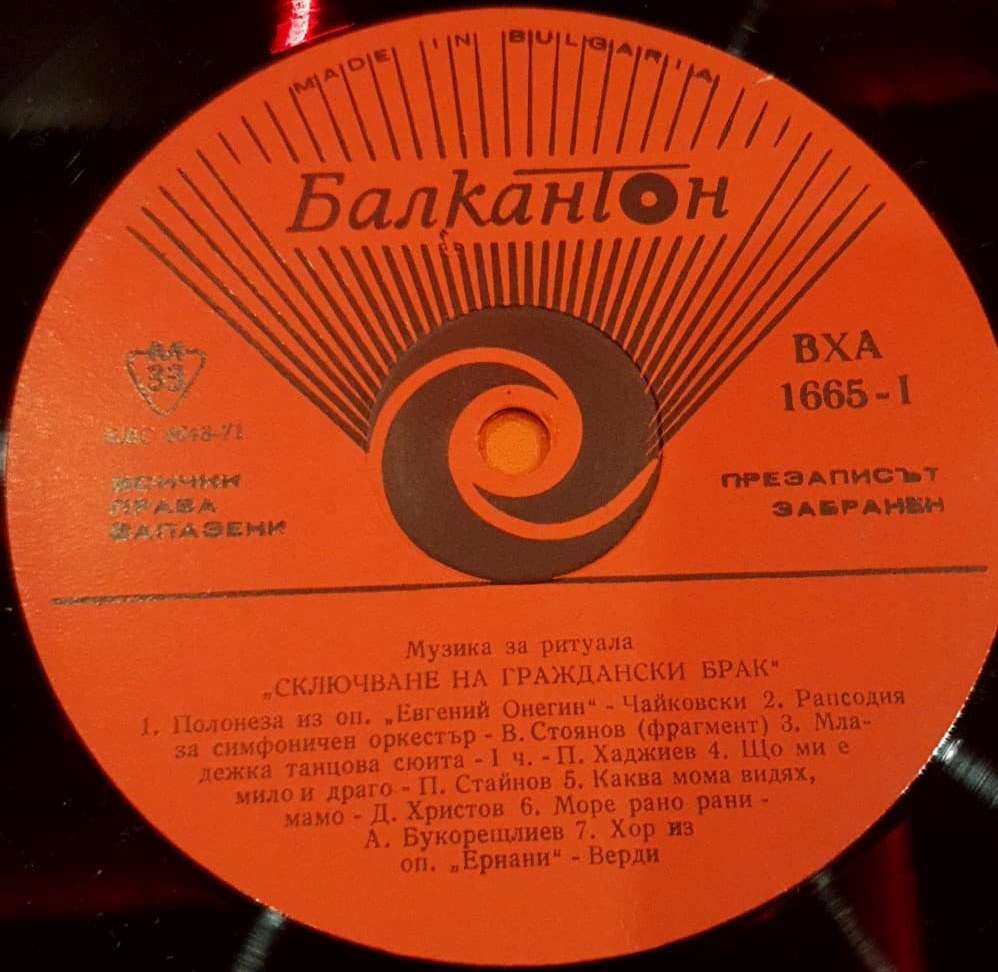 MADE IN BULGARIA
Балкантон
33
ВХА
1665-I
ВСИЧКИ
ПРАВА
ЗАПАЗЕНИ
ПРЕЗАПИСЪТ
ЗАБРАНЕН
Музика за ритуала
„СКЛЮЧВАНЕ НА ГРАЖДАНСКИ БРАК“
1. Полонеза из оп. „Евгений Онегин“ - Чайковски 2. Рапсодия
за симфоничен оркестър - В. Стоянов (фрагмент) 3. Мла-
дежка танцова сюита - I ч. - П. Хаджиев 4. Що ми е
мило и драго - П. Стайнов 5. Каква мома видях,
мамо - Д. Христов 6. Море рано рани -
А. Букорещлиев 7. Хор из
оп. „Ернани“ - Верди